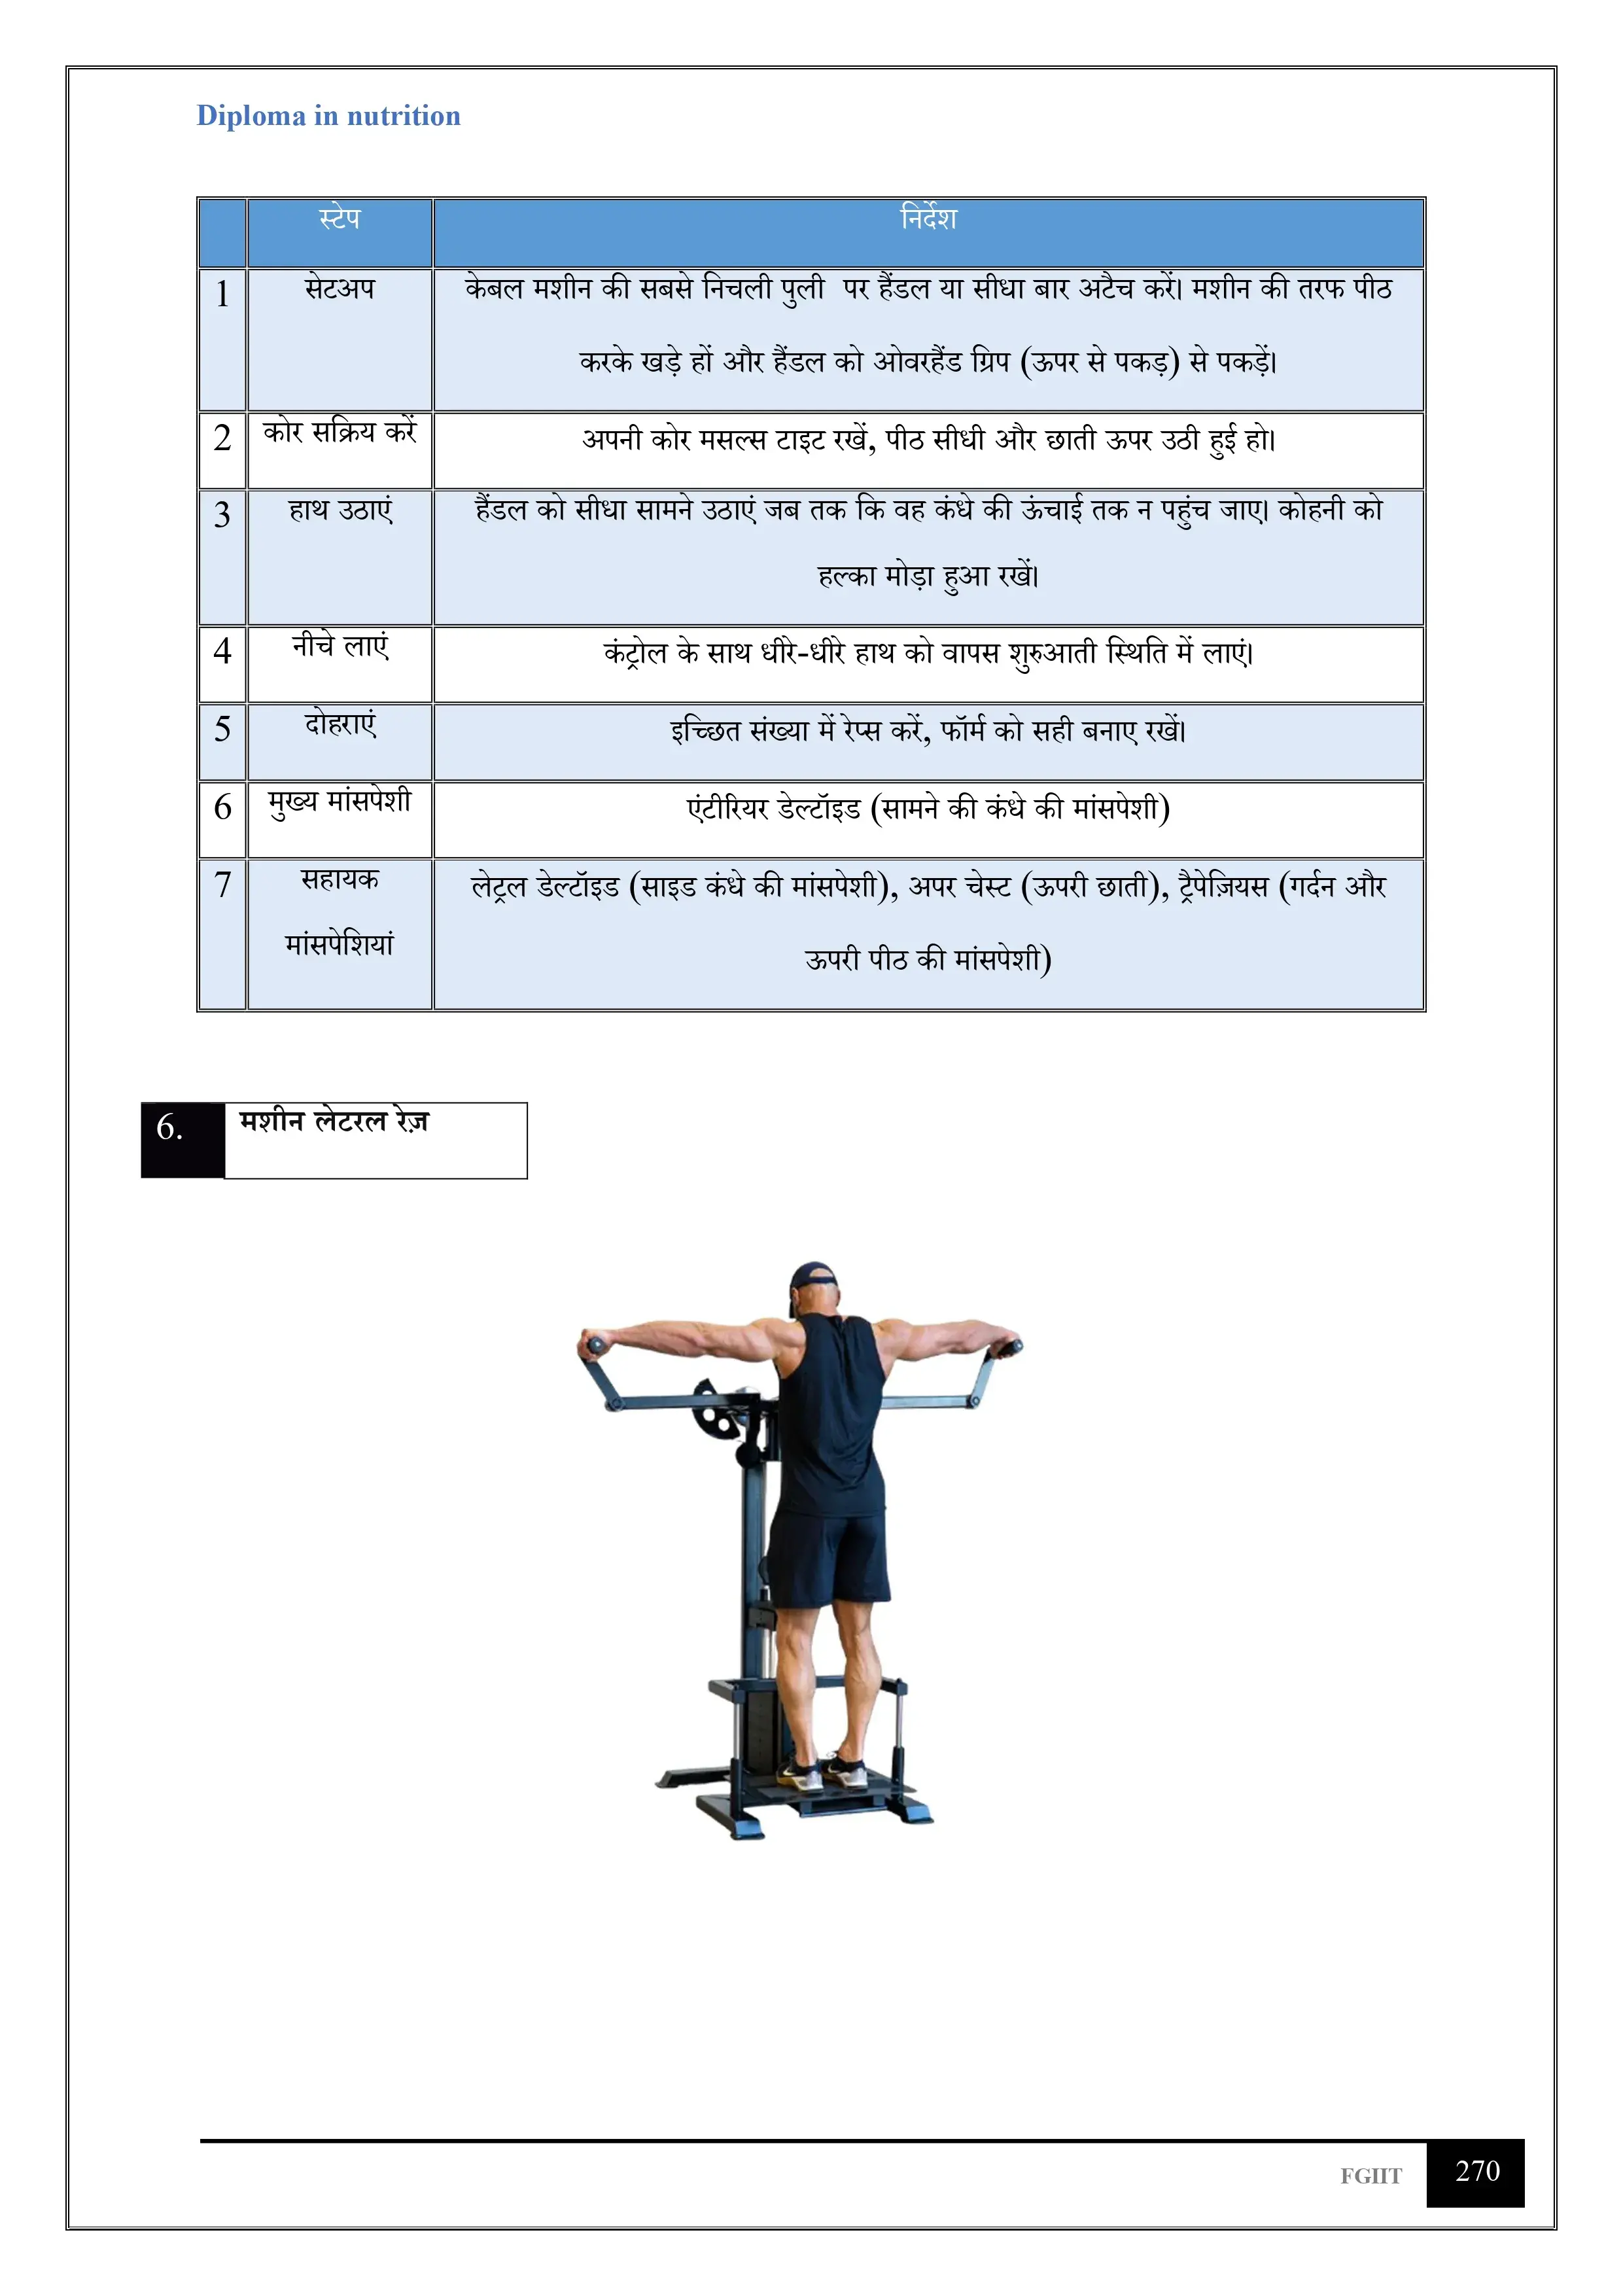 Diploma in nutrition
स्टेप निर्देश
1 सेटअप केबल मशीन की सबसे निचली पुली पर हैंडल या सीधा बार अटैच करें। मशीन की तरफ पीठ
करके खड़े हों और हैंडल को ओवरहैंड ग्रिप (ऊपर से पकड़) से पकड़ें।
2 कोर सक्रिय करें अपनी कोर मसल्स टाइट रखें, पीठ सीधी और छाती ऊपर उठी हुई हो।
3 हाथ उठाएं हैंडल को सीधा सामने उठाएं जब तक कि वह कंधे की ऊंचाई तक न पहुंच जाए। कोहनी को
हल्का मोड़ा हुआ रखें।
4 नीचे लाएं कंट्रोल के साथ धीरे-धीरे हाथ को वापस शुरुआती स्थिति में लाएं।
5 दोहराएं इच्छित संख्या में रेप्स करें, फॉर्म को सही बनाए रखें।
6 मुख्य मांसपेशी एंटीरियर डेल्टॉइड (सामने की कंधे की मांसपेशी)
7 सहायक लेट्रल डेल्टॉइड (साइड कंधे की मांसपेशी), अपर चेस्ट (ऊपरी छाती), ट्रैपेज़ियस (गर्दन और
मांसपेशियां ऊपरी पीठ की मांसपेशी)
6. मशीन लेटरल रेज़
FGIIT 270